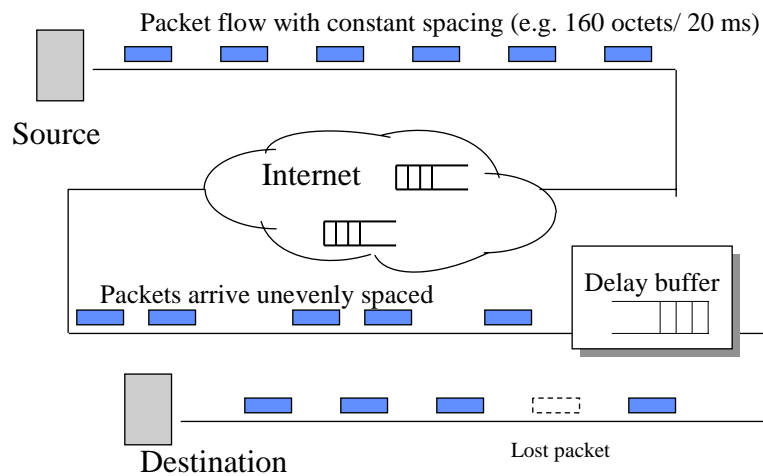 Packet flow with constant spacing (e.g. 160 octets/ 20 ms)
Source
Internet
Packets arrive unevenly spaced
Delay buffer
Lost packet
Destination